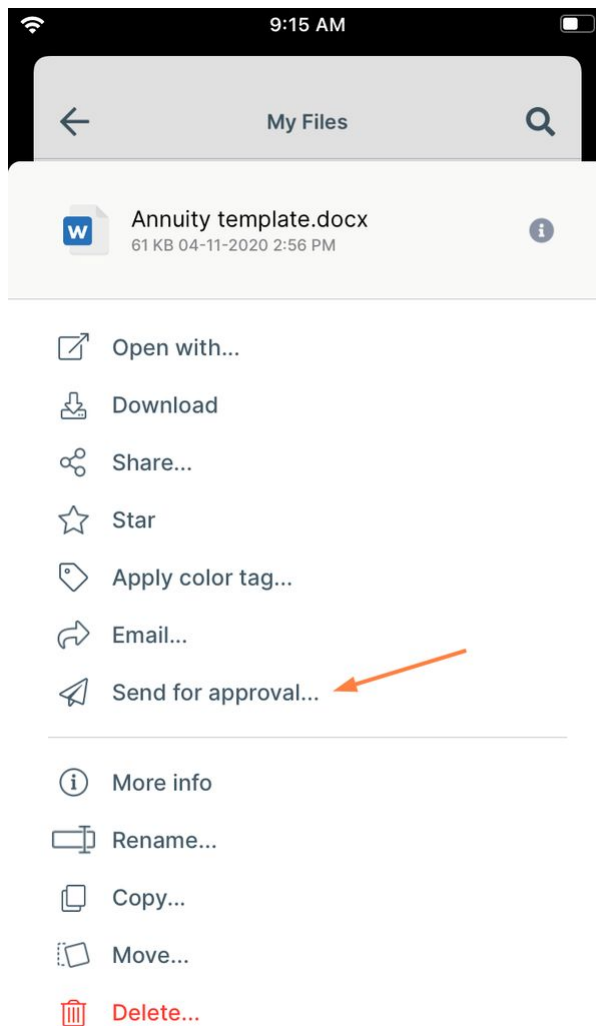 9:15 AM
My Files
W
Annuity template.docx
61 KB 04-11-2020 2:56 PM
Open with...
Download
Share...
Star
Apply color tag...
Email...
Send for approval...
More info
Rename...
Copy...
Move...
Delete...